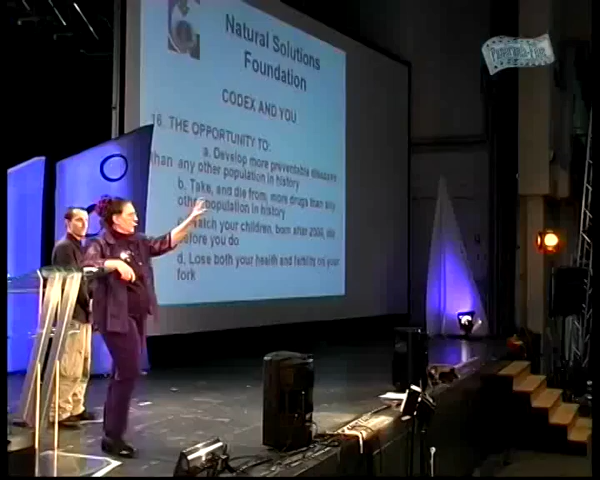 Natural Solutions
Foundation
CODEX AND YOU
16. THE OPPORTUNITY TO:
a. Develop more preventable diseases
than any other population in history
b. Take, and die from, more drugs than any
other population in history
Watch your children, born after 2005, die
before you do
d. Lose both your health and fertility on your
fork